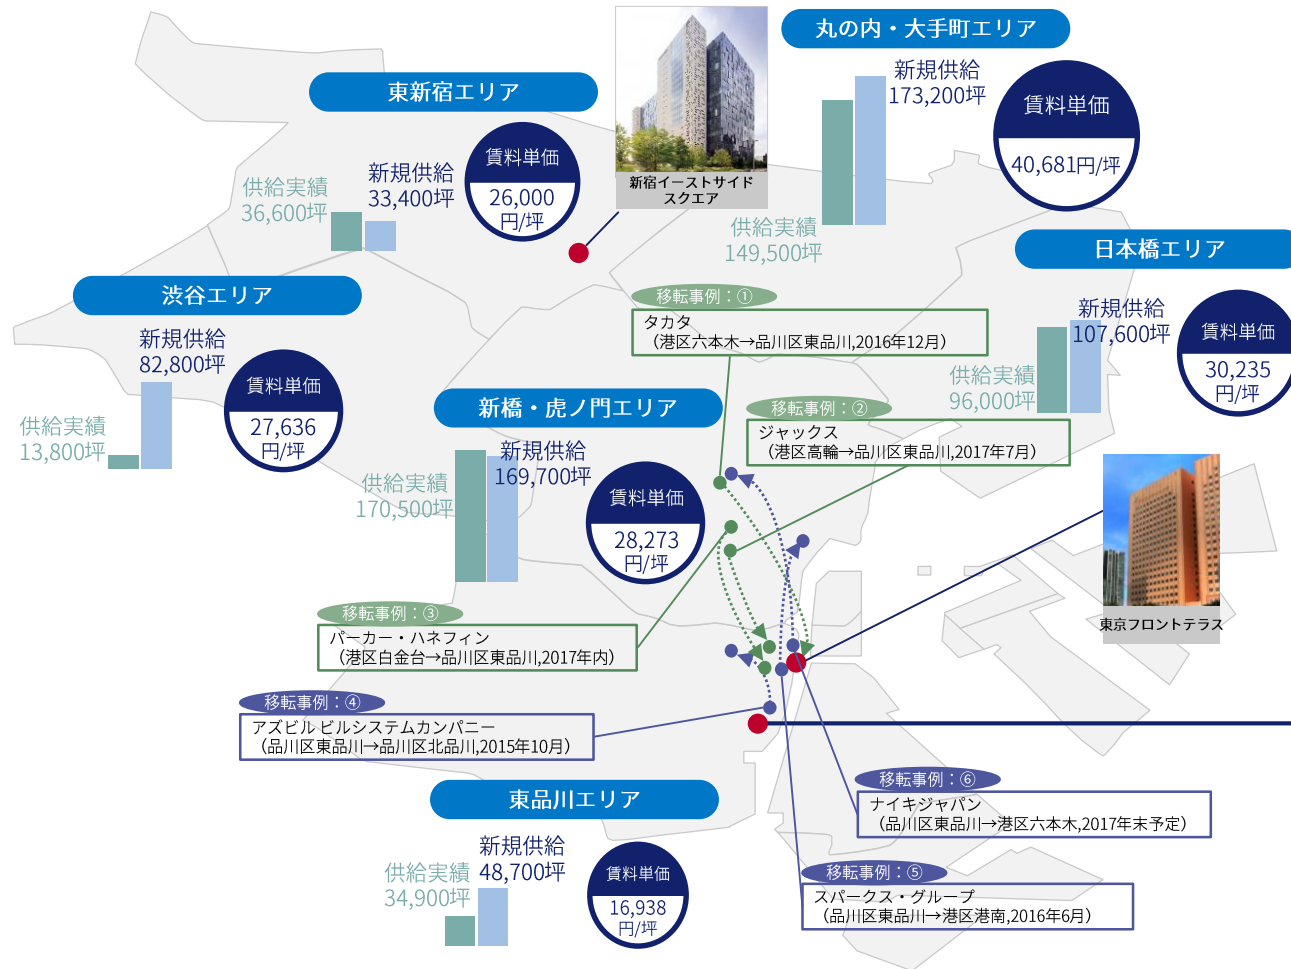 丸の内・大手町エリア
新規供給
173,200坪
供給実績
149,500坪
賃料単価
40,681円/坪
東新宿エリア
供給実績
36,600坪
新規供給
33,400坪
賃料単価
26,000
円/坪
新宿イーストサイド
スクエア
日本橋エリア
新規供給
107,600坪
供給実績
96,000坪
賃料単価
30,235
円/坪
渋谷エリア
新規供給
82,800坪
供給実績
13,800坪
賃料単価
27,636
円/坪
移転事例：①
タカタ
（港区六本木→品川区東品川,2016年12月）
新橋・虎ノ門エリア
新規供給
169,700坪
供給実績
170,500坪
賃料単価
28,273
円/坪
移転事例：②
ジャックス
（港区高輪→品川区東品川,2017年7月）
東京フロントテラス
移転事例：③
パーカー・ハネフィン
（港区白金台→品川区東品川,2017年内）
移転事例：④
アズビル ビルシステムカンパニー
（品川区東品川→品川区北品川,2015年10月）
東品川エリア
新規供給
48,700坪
供給実績
34,900坪
賃料単価
16,938
円/坪
移転事例：⑥
ナイキジャパン
（品川区東品川→港区六本木,2017年末予定）
移転事例：⑤
スパークス・グループ
（品川区東品川→港区港南,2016年6月）